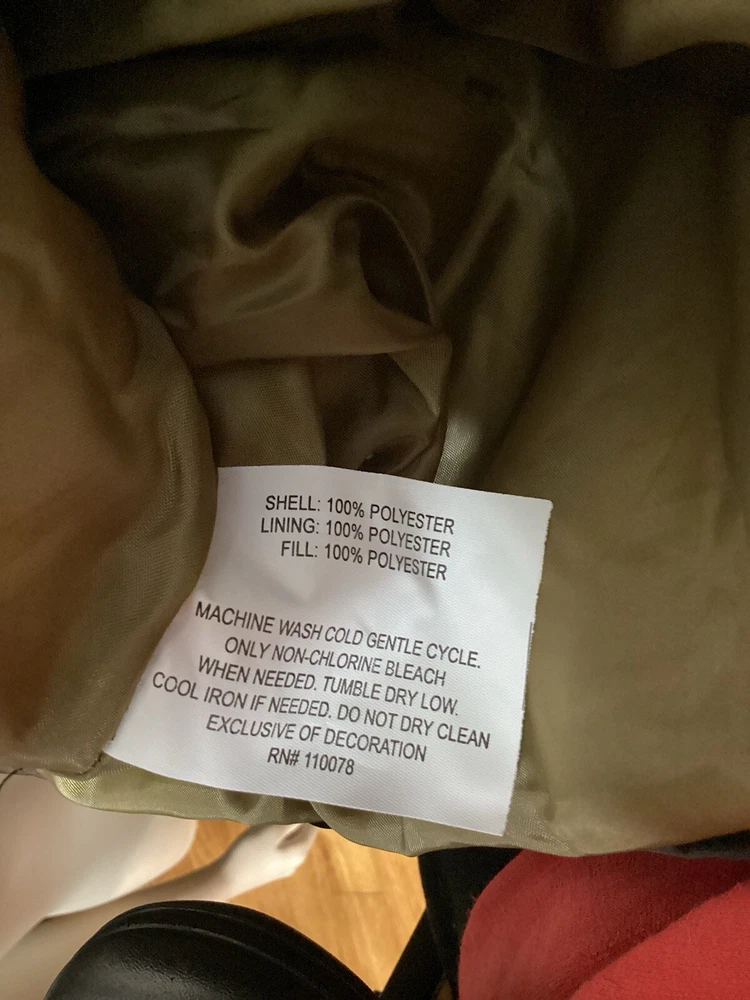 SHELL: 100% POLYESTER
LINING: 100% POLYESTER
FILL: 100% POLYESTER
MACHINE WASH COLD GENTLE CYCLE.
ONLY NON-CHLORINE BLEACH
WHEN NEEDED. TUMBLE DRY LOW.
COOL IRON IF NEEDED. DO NOT DRY CLEAN
EXCLUSIVE OF DECORATION
RN# 110078